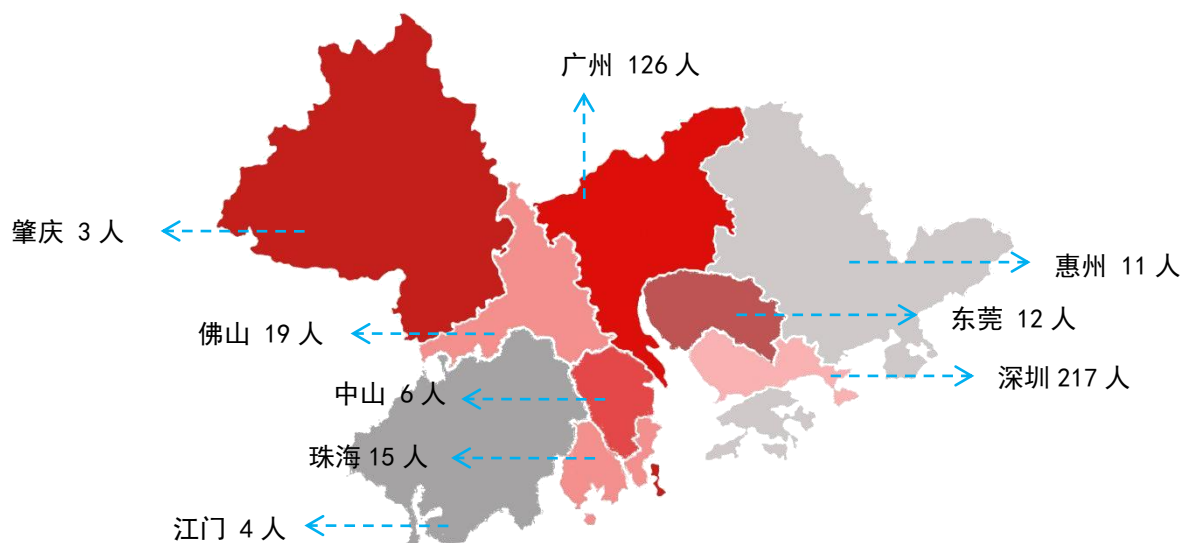 广州 126 人
肇庆 3 人
惠州 11 人
东莞 12 人
佛山 19 人
深圳 217 人
中山 6 人
珠海 15 人
江门 4 人